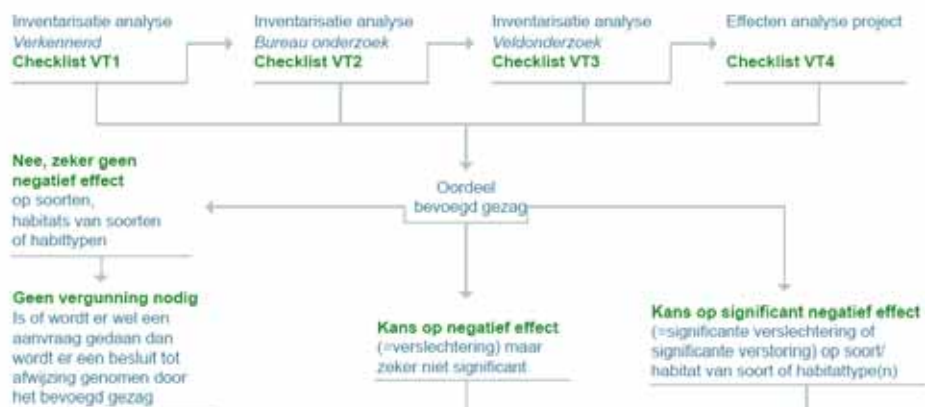 Inventarisatie analyse
Verkennend
Checklist VT1
Inventarisatie analyse
Bureau onderzoek
Checklist VT2
Inventarisatie analyse
Veldonderzoek
Checklist VT3
Effecten analyse project
Checklist VT4
Oordeel
bevoegd gezag
Nee, zeker geen
negatief effect
op soorten,
habitats van soorten
of habittypen
Geen vergunning nodig
Is of wordt er wel een
aanvraag gedaan dan
wordt er een besluit tot
afwijzing genomen door
het bevoegd gezag
Kans op negatief effect
(=verslechtering) maar
zeker niet significant
Kans op significant negatief effect
(=significante verslechtering of
significante verstoring) op soort/
habitat van soort of habitattype(n)